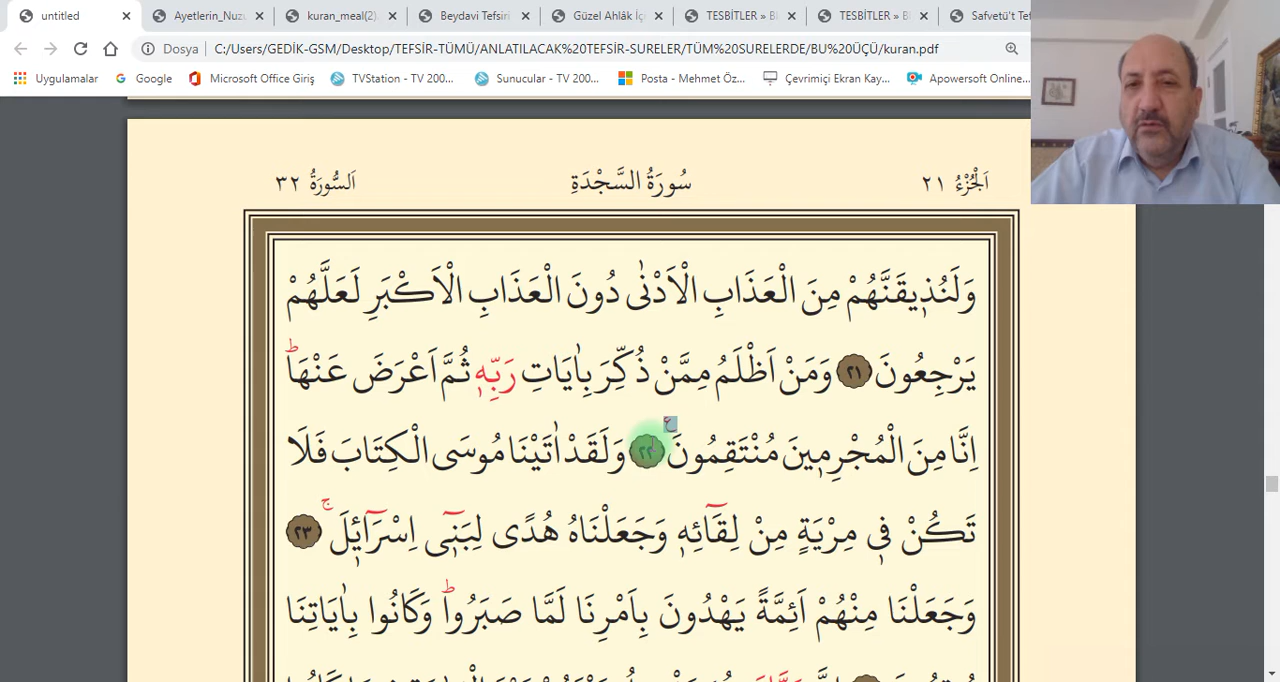 untitled
Ayetlerin_Nuzu
kuran_meal(2)
Beydavi Tefsiri
Güzel Ahlâk İç
TESBİTLER » B
TESBİTLER » B
Safvetü't Tef
Dosya
C:/Users/GEDİK-GSM/Desktop/TEFSİR-TÜMÜ/ANLATILACAK%20TEFSİR-SURELER/TÜM%20SURELERDE/BU%20ÜÇÜ/kuran.pdf
Uygulamalar
Google
Microsoft Office Giriş
TVStation - TV 200...
Sunucular - TV 200...
Posta - Mehmet Öz...
Çevrimiçi Ekran Kay...
Apowersoft Online...
اَلْجُزْءُ ٢١
سُورَةُ السَّجْدَةِ
اَلسُّورَةُ ٣٢
وَلَنُذ۪يقَنَّهُمْ مِنَ الْعَذَابِ الْاَدْنٰى دُونَ الْعَذَابِ الْاَكْبَرِ لَعَلَّهُمْ
يَرْجِعُونَ ٢١ وَمَنْ اَظْلَمُ مِمَّنْ ذُكِّرَ بِاٰيَاتِ رَبِّه۪ ثُمَّ اَعْرَضَ عَنْهَاۜ
اِنَّا مِنَ الْمُجْرِم۪ينَ مُنْتَقِمُونَ۟ ٢٢ وَلَقَدْ اٰتَيْنَا مُوسَى الْكِتَابَ فَلَا
تَكُنْ ف۪ي مِرْيَةٍ مِنْ لِقَٓائِه۪ وَجَعَلْنَاهُ هُدًى لِبَن۪ٓي اِسْرَٓائ۪لَۚ ٢٣
وَجَعَلْنَا مِنْهُمْ اَئِمَّةً يَهْدُونَ بِاَمْرِنَا لَمَّا صَبَرُواۜ وَكَانُوا بِاٰيَاتِنَا